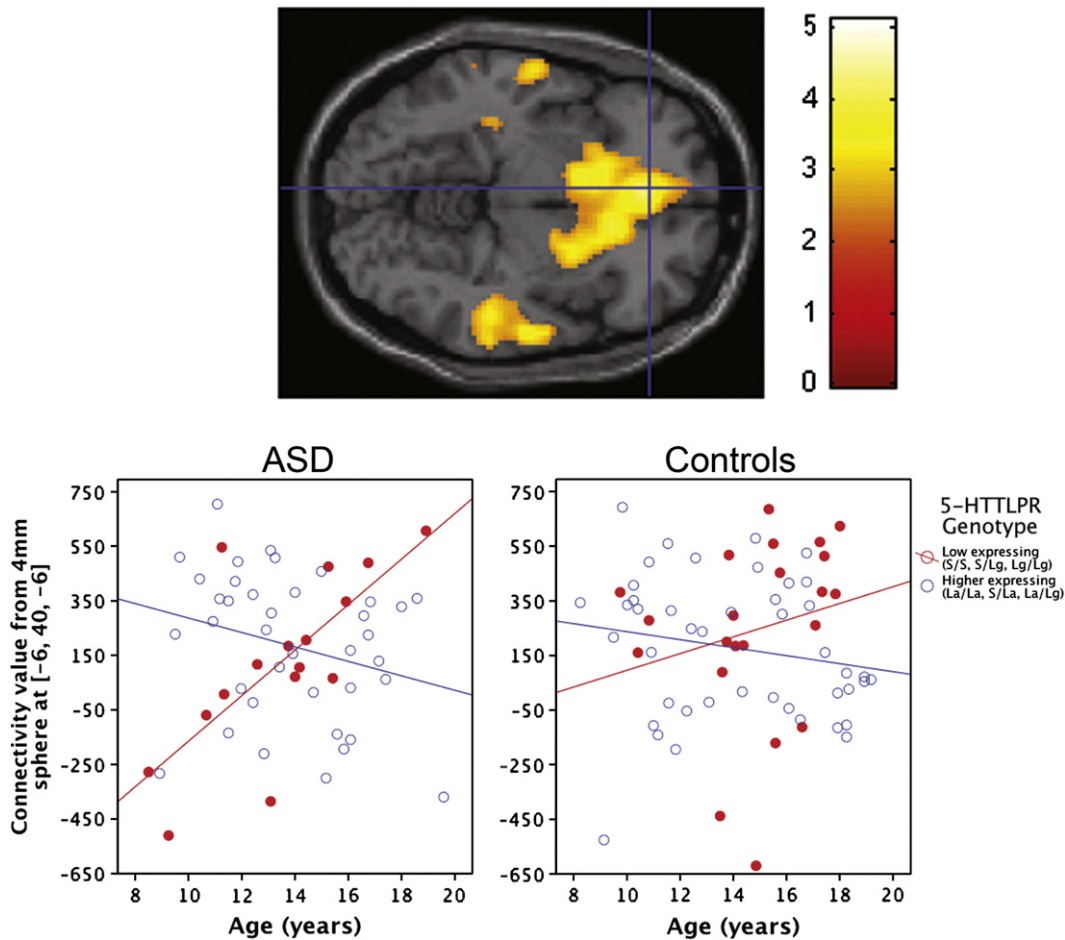 5
4
3
2
1
0
ASD
Controls
750
550
350
150
-50
-250
-450
-650
8 10 12 14 16 18 20
Age (years)
Connectivity value from 4mm
sphere at [-6, 40, -6]
750
550
350
150
-50
-250
-450
-650
8 10 12 14 16 18 20
Age (years)
5-HTTLPR
Genotype
Low expressing
(S/S, S/Lg, Lg/Lg)
Higher expressing
(La/La, S/La, La/Lg)